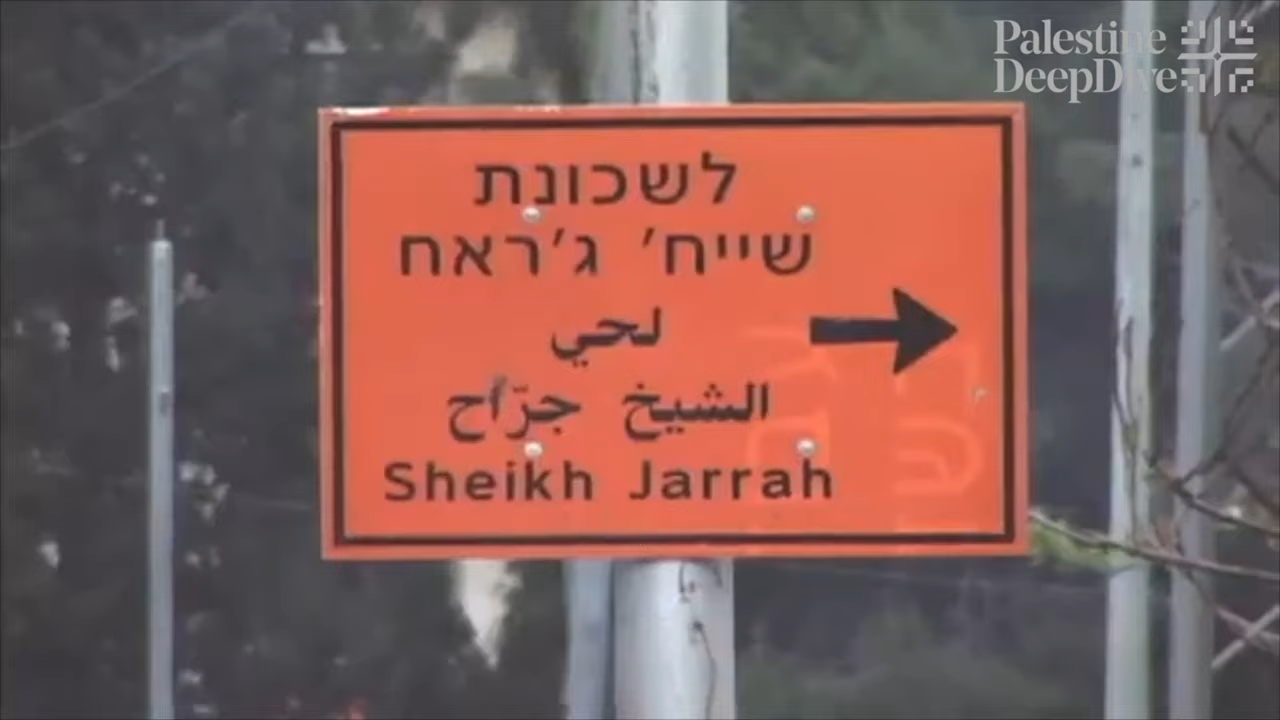 Palestine
DeepDive
לשכונת
שייח' ג'ראח
لحي
الشيخ جرّاح
Sheikh Jarrah